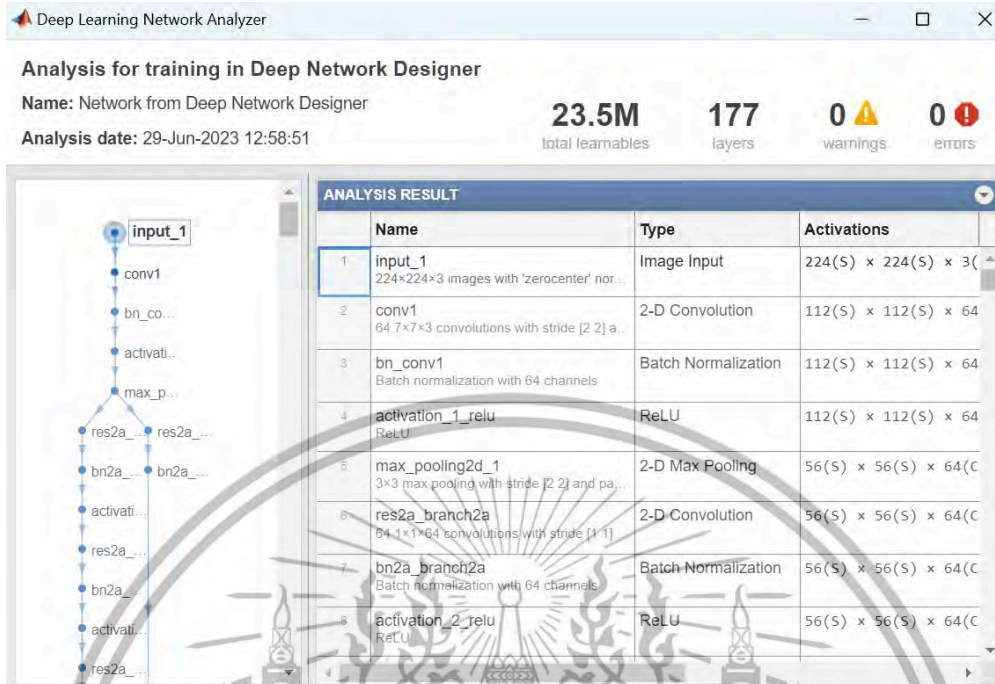 Deep Learning Network Analyzer
Analysis for training in Deep Network Designer
Name: Network from Deep Network Designer
Analysis date: 29-Jun-2023 12:58:51
23.5M
total learnables
177
layers
0
warnings
0
errors
input_1
conv1
bn_co...
activati...
max_p...
res2a_... res2a_...
bn2a_... bn2a_...
activati...
res2a_...
bn2a_...
activati...
res2a_...
ANALYSIS RESULT
Name Type Activations
1 input_1 Image Input 224(S) × 224(S) × 3(
224×224×3 images with 'zerocenter' nor...
2 conv1 2-D Convolution 112(S) × 112(S) × 64
64 7×7×3 convolutions with stride [2 2] a...
3 bn_conv1 Batch Normalization 112(S) × 112(S) × 64
Batch normalization with 64 channels
4 activation_1_relu ReLU 112(S) × 112(S) × 64
ReLU
5 max_pooling2d_1 2-D Max Pooling 56(S) × 56(S) × 64(C
3×3 max pooling with stride [2 2] and pa...
6 res2a_branch2a 2-D Convolution 56(S) × 56(S) × 64(C
64 1×1×64 convolutions with stride [1 1]
7 bn2a_branch2a Batch Normalization 56(S) × 56(S) × 64(C
Batch normalization with 64 channels
8 activation_2_relu ReLU 56(S) × 56(S) × 64(C
ReLU